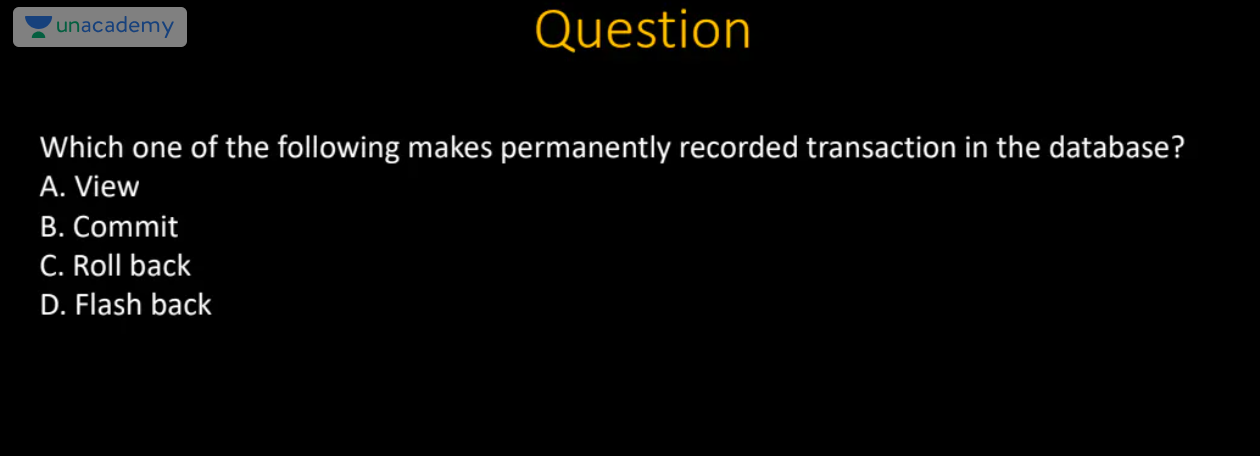 unacademy
Question
Which one of the following makes permanently recorded transaction in the database?
A. View
B. Commit
C. Roll back
D. Flash back